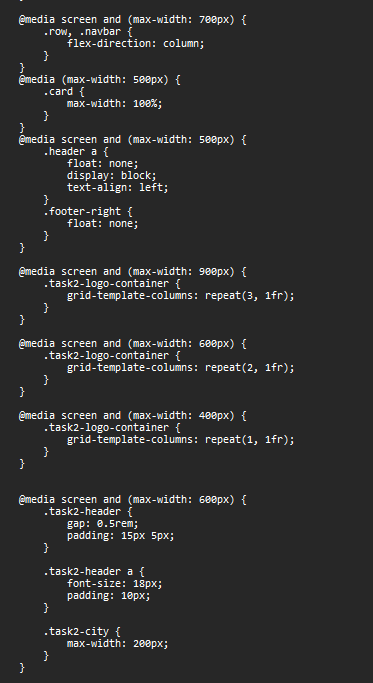 @media screen and (max-width: 700px) {
    .row, .navbar {
        flex-direction: column;
    }
}
@media (max-width: 500px) {
    .card {
        max-width: 100%;
    }
}
@media screen and (max-width: 500px) {
    .header a {
        float: none;
        display: block;
        text-align: left;
    }
    .footer-right {
        float: none;
    }
}

@media screen and (max-width: 900px) {
    .task2-logo-container {
        grid-template-columns: repeat(3, 1fr);
    }
}

@media screen and (max-width: 600px) {
    .task2-logo-container {
        grid-template-columns: repeat(2, 1fr);
    }
}

@media screen and (max-width: 400px) {
    .task2-logo-container {
        grid-template-columns: repeat(1, 1fr);
    }
}


@media screen and (max-width: 600px) {
    .task2-header {
        gap: 0.5rem;
        padding: 15px 5px;
    }

    .task2-header a {
        font-size: 18px;
        padding: 10px;
    }

    .task2-city {
        max-width: 200px;
    }
}